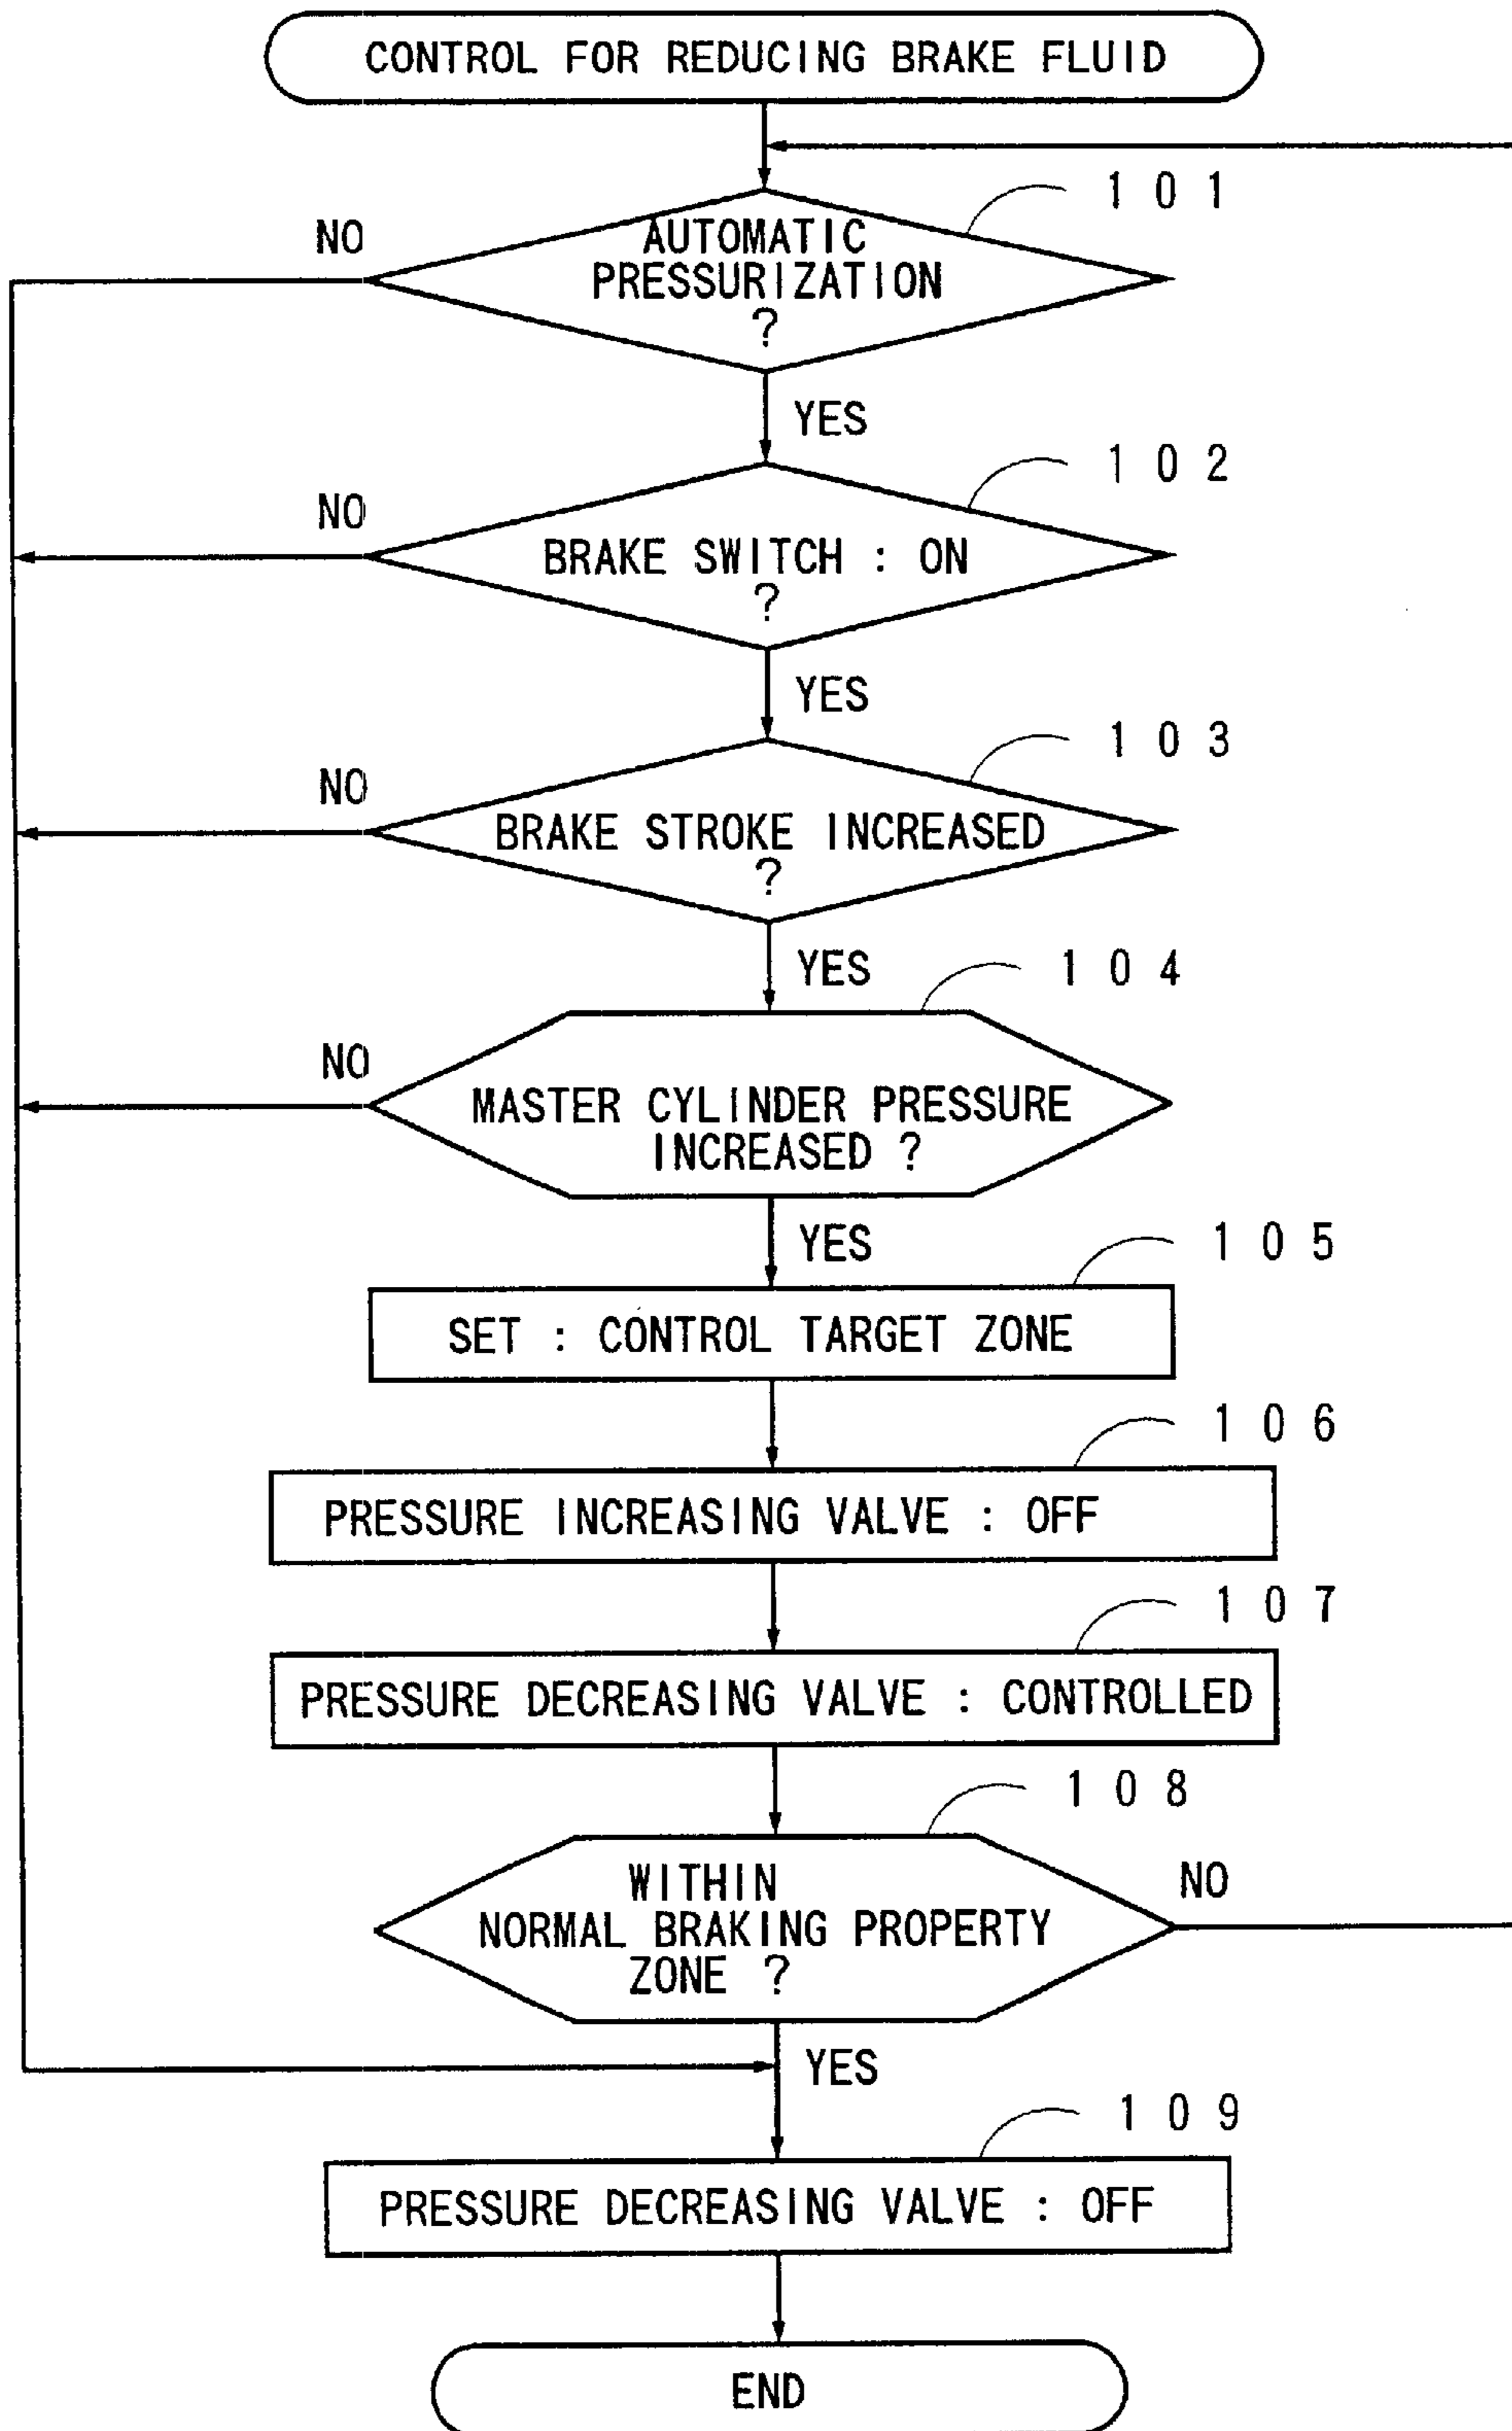 CONTROL FOR REDUCING BRAKE FLUID
101
NO
AUTOMATIC
PRESSURIZATION
?
YES
102
NO
BRAKE SWITCH : ON
?
YES
103
NO
BRAKE STROKE INCREASED
?
YES
104
NO
MASTER CYLINDER PRESSURE
INCREASED ?
YES
105
SET : CONTROL TARGET ZONE
106
PRESSURE INCREASING VALVE : OFF
107
PRESSURE DECREASING VALVE : CONTROLLED
108
WITHIN
NORMAL BRAKING PROPERTY
ZONE ?
NO
YES
109
PRESSURE DECREASING VALVE : OFF
END